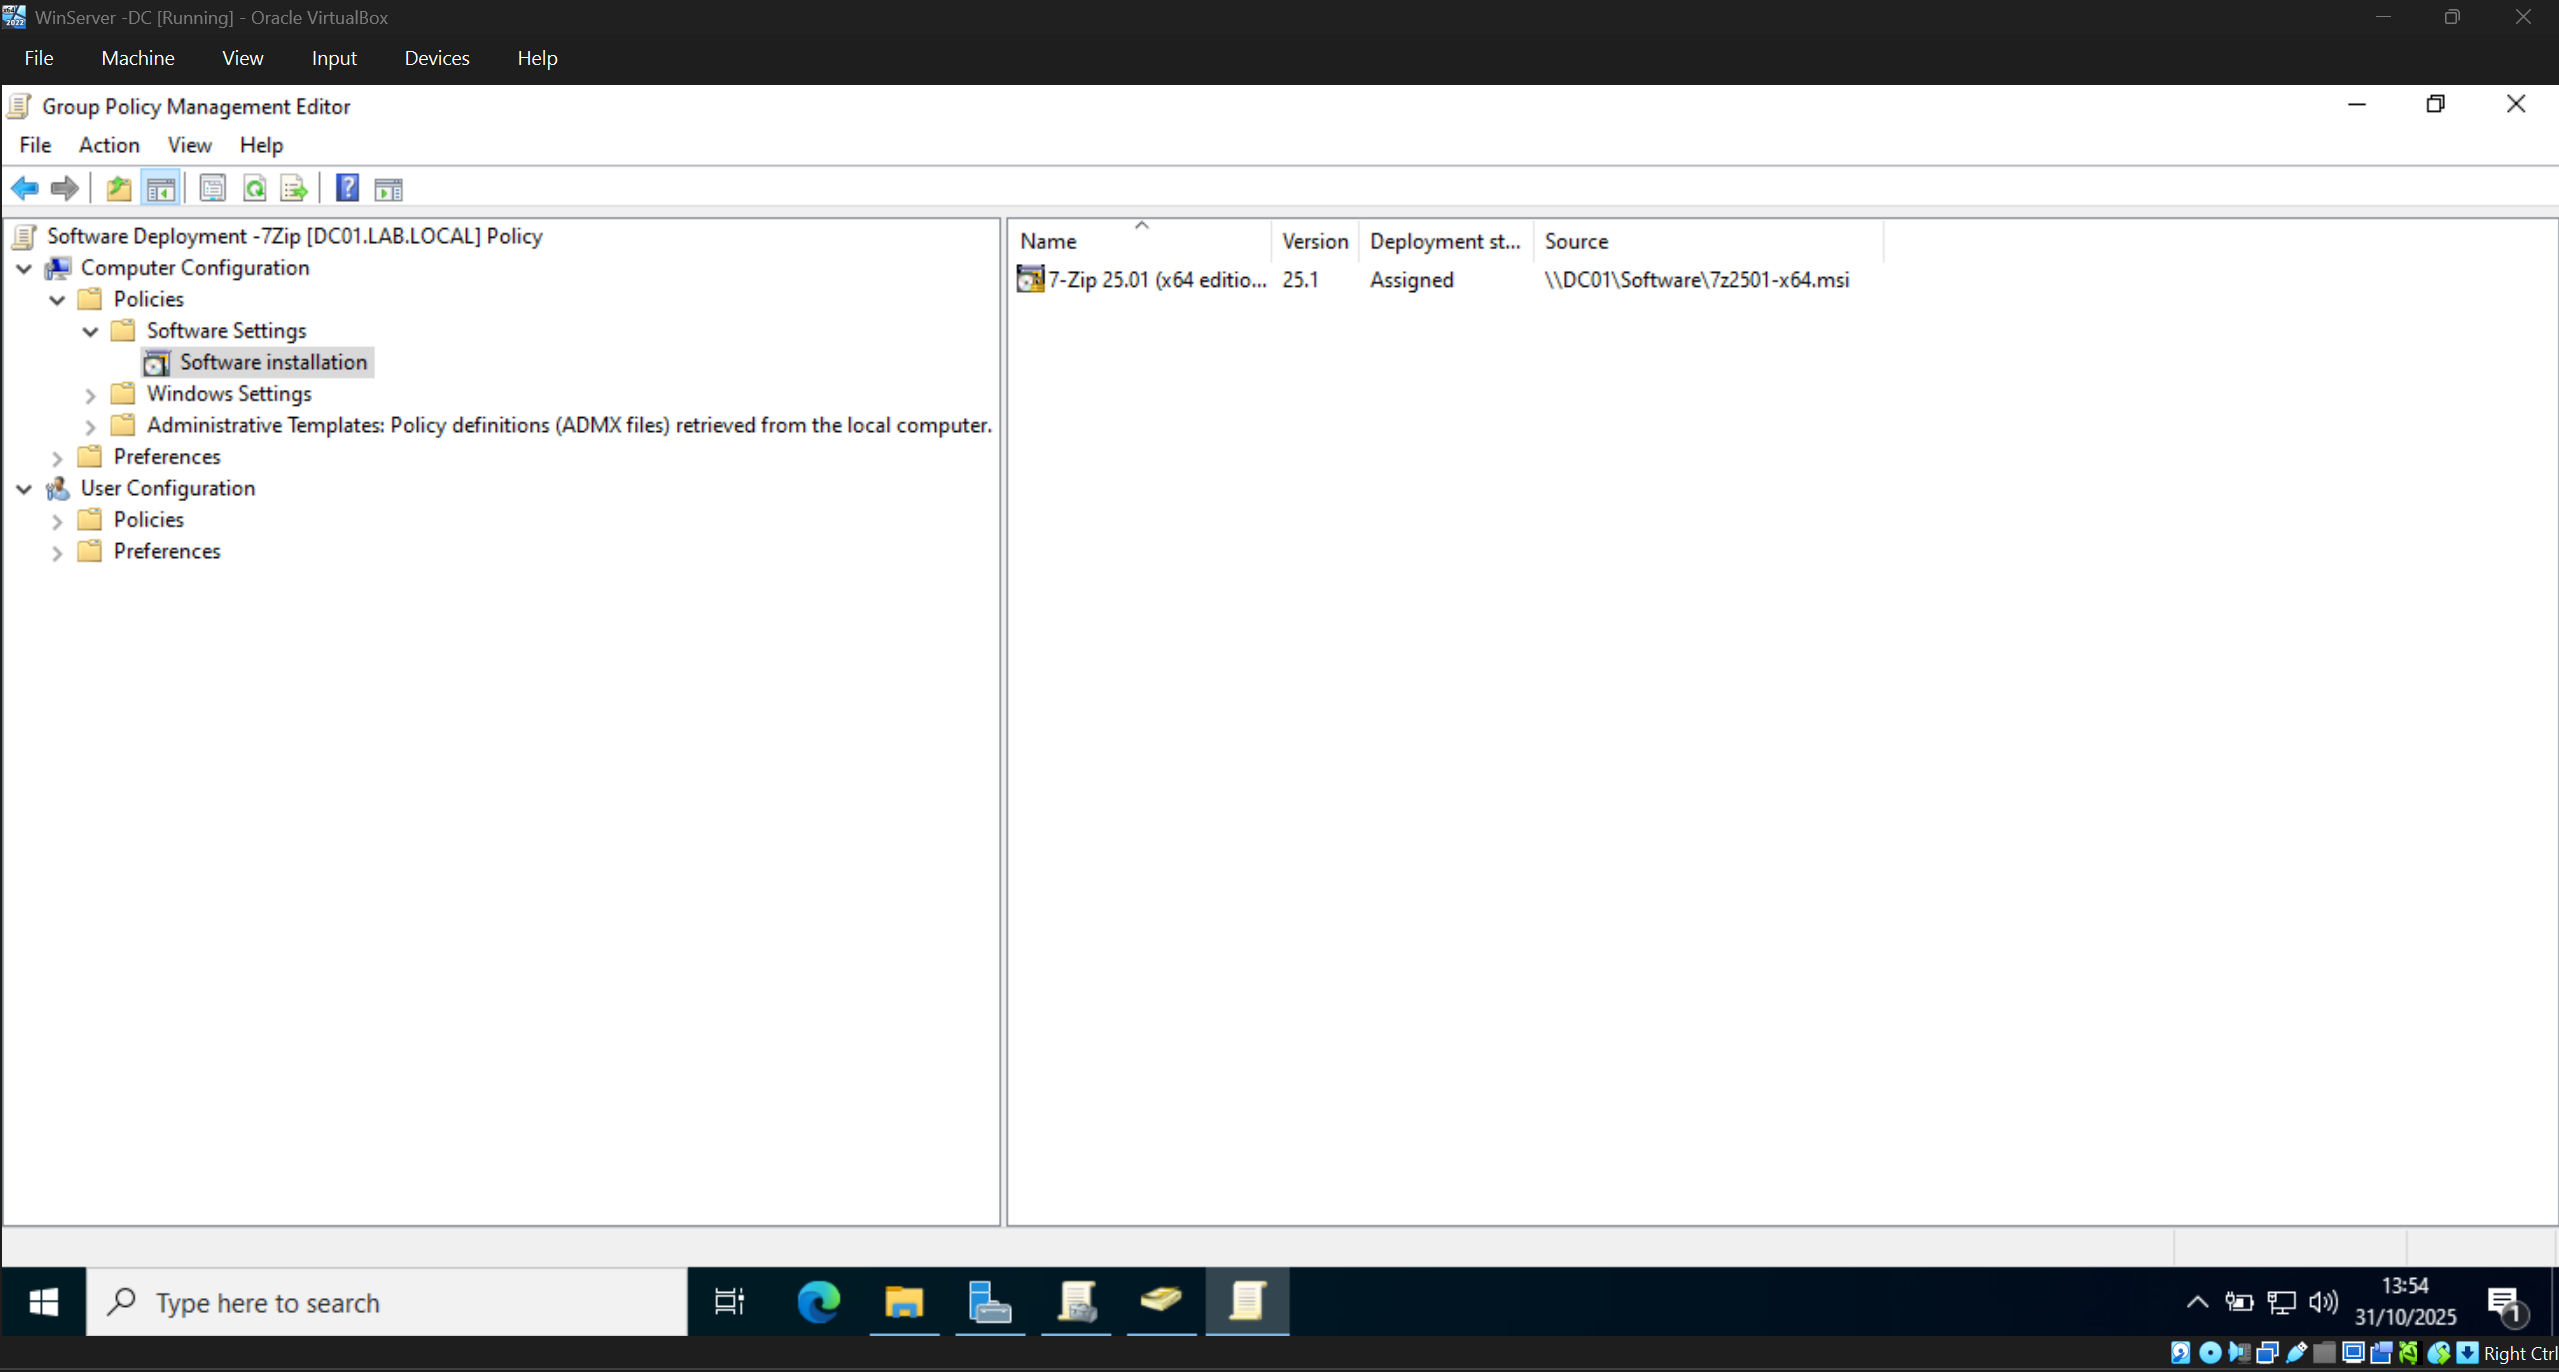 WinServer -DC [Running] - Oracle VirtualBox
File Machine View Input Devices Help
Group Policy Management Editor
File Action View Help
Software Deployment -7Zip [DC01.LAB.LOCAL] Policy
Computer Configuration
Policies
Software Settings
Software installation
Windows Settings
Administrative Templates: Policy definitions (ADMX files) retrieved from the local computer.
Preferences
User Configuration
Policies
Preferences
Name Version Deployment st... Source
7-Zip 25.01 (x64 editio... 25.1 Assigned \\DC01\Software\7z2501-x64.msi
Type here to search
13:54
31/10/2025
1
Right Ctrl